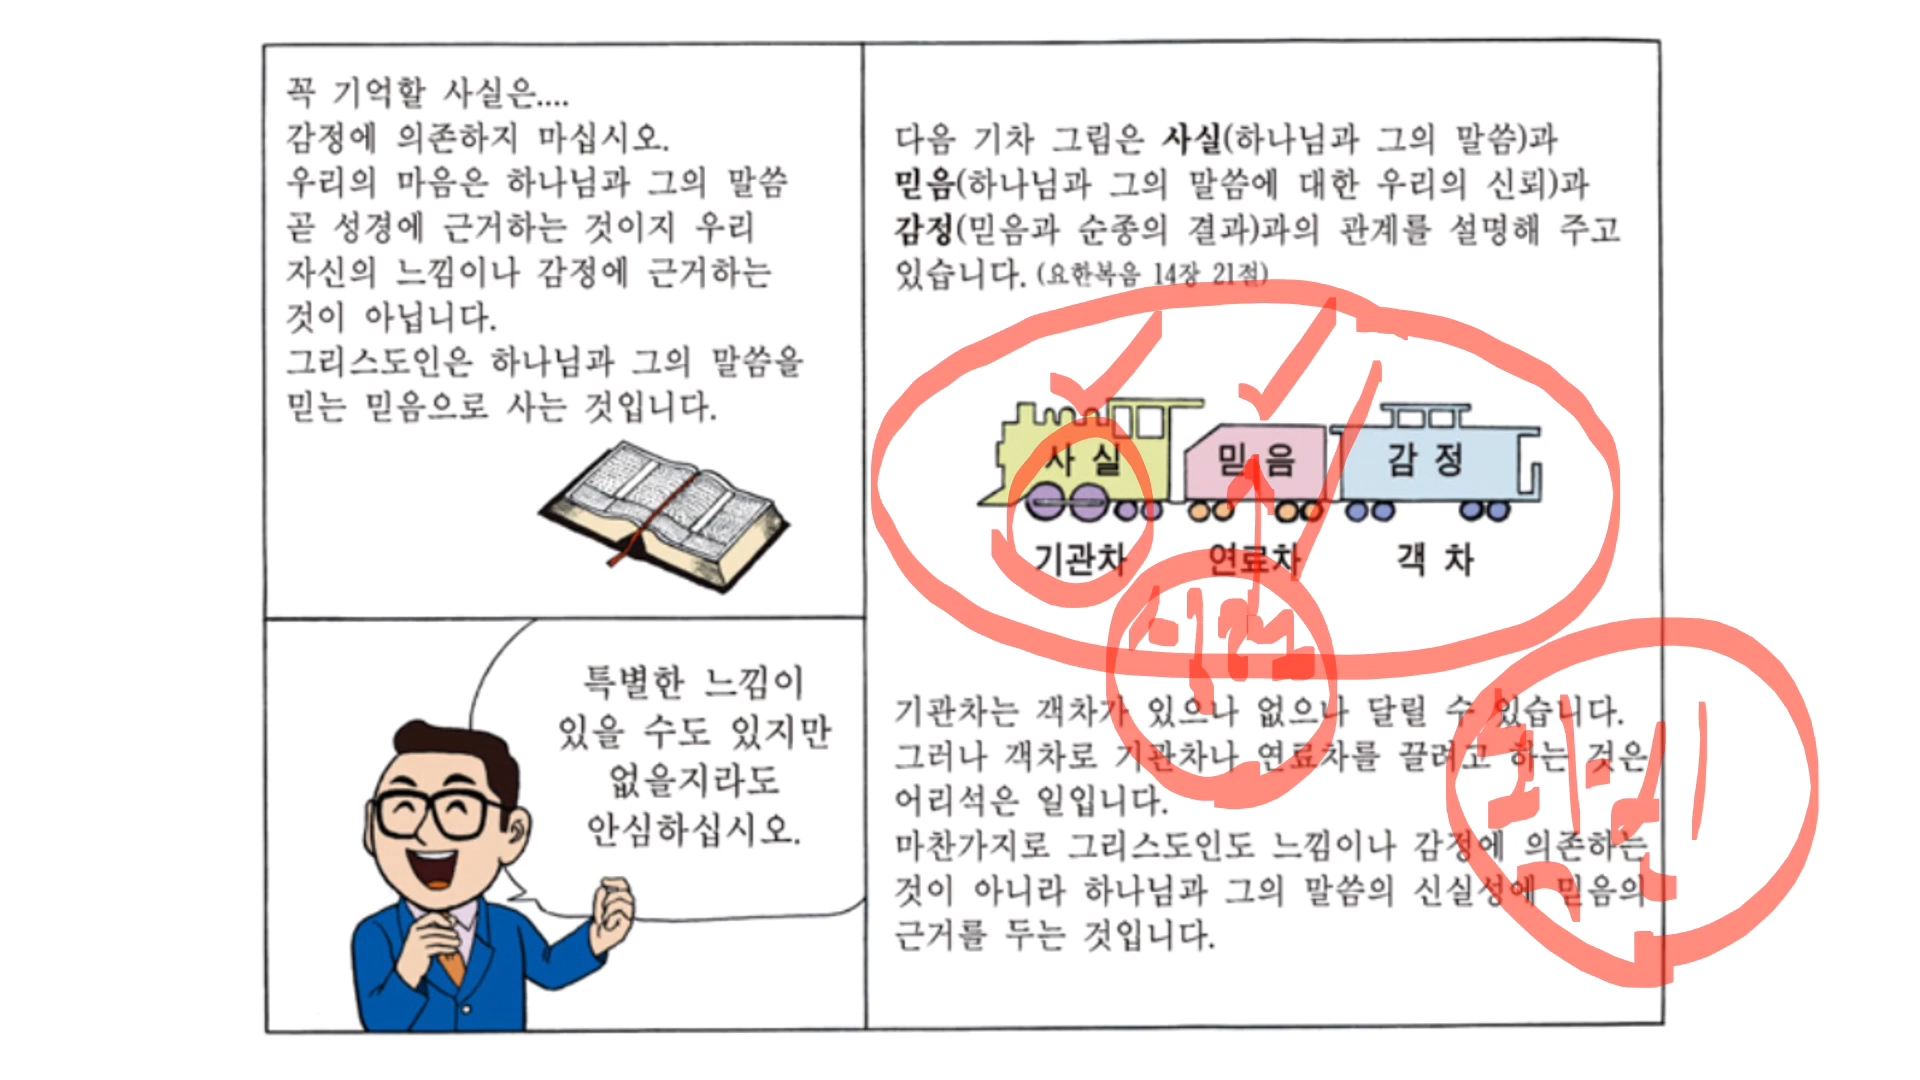 꼭 기억할 사실은....
감정에 의존하지 마십시오.
우리의 마음은 하나님과 그의 말씀
곧 성경에 근거하는 것이지 우리
자신의 느낌이나 감정에 근거하는
것이 아닙니다.
그리스도인은 하나님과 그의 말씀을
믿는 믿음으로 사는 것입니다.
특별한 느낌이
있을 수도 있지만
없을지라도
안심하십시오.
다음 기차 그림은 사실(하나님과 그의 말씀)과
믿음(하나님과 그의 말씀에 대한 우리의 신뢰)과
감정(믿음과 순종의 결과)과의 관계를 설명해 주고
있습니다. (요한복음 14장 21절)
사실 믿음 감정
기관차 연료차 객차
기관차는 객차가 있으나 없으나 달릴 수 있습니다.
그러나 객차로 기관차나 연료차를 끌려고 하는 것은
어리석은 일입니다.
마찬가지로 그리스도인도 느낌이나 감정에 의존하는
것이 아니라 하나님과 그의 말씀의 신실성에 믿음의
근거를 두는 것입니다.